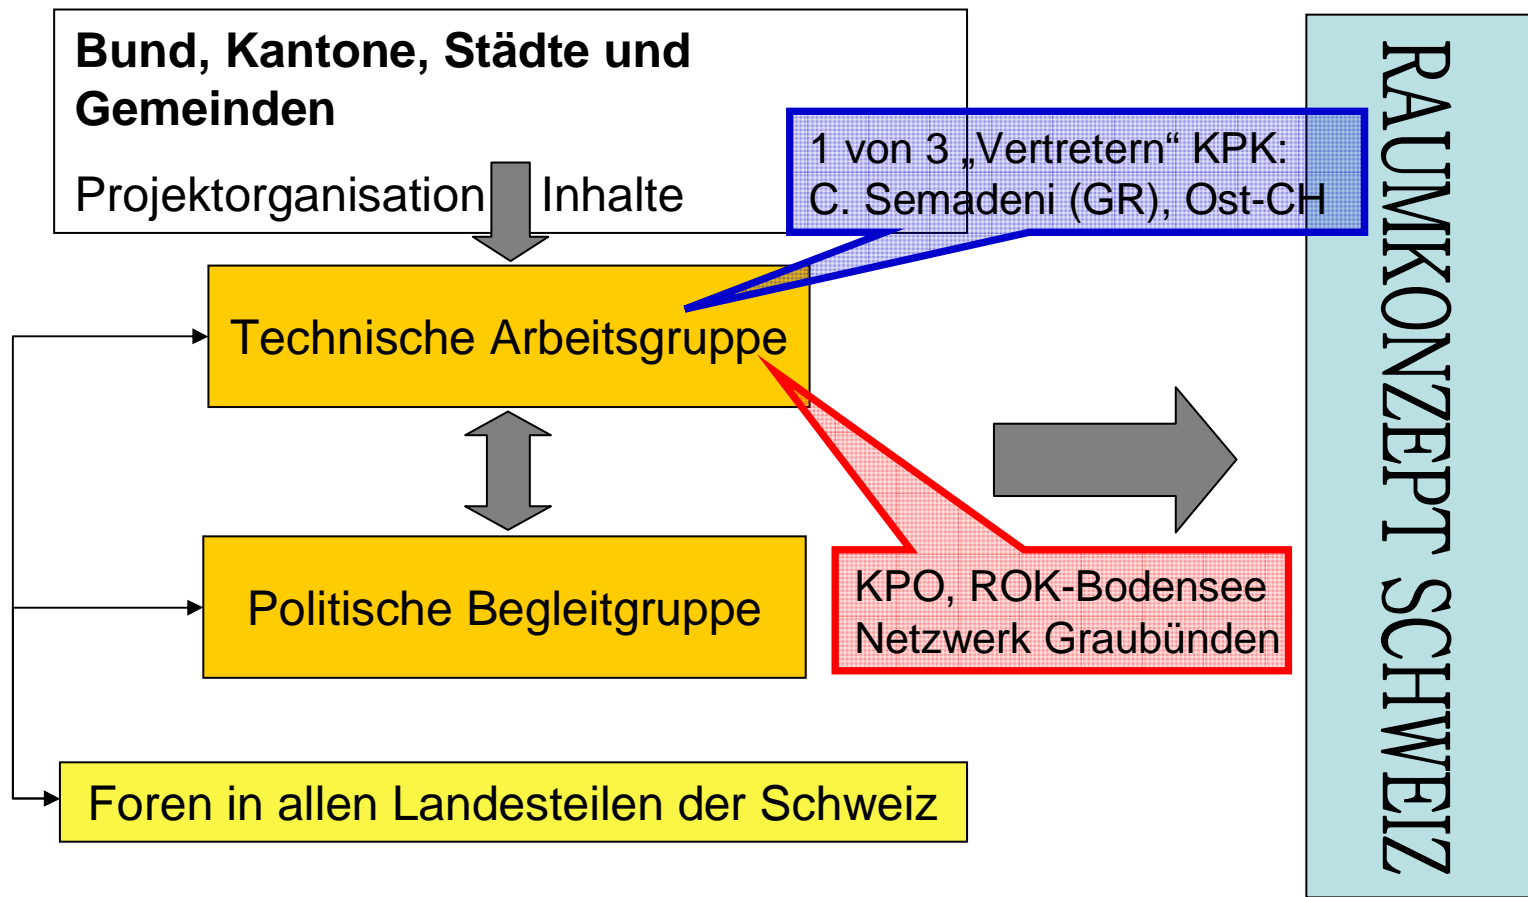 Bund, Kantone, Städte und
Gemeinden
Projektorganisation Inhalte
1 von 3 „Vertretern“ KPK:
C. Semadeni (GR), Ost-CH
Technische Arbeitsgruppe
KPO, ROK-Bodensee
Netzwerk Graubünden
Politische Begleitgruppe
Foren in allen Landesteilen der Schweiz
RAUMKONZEPT SCHWEIZ